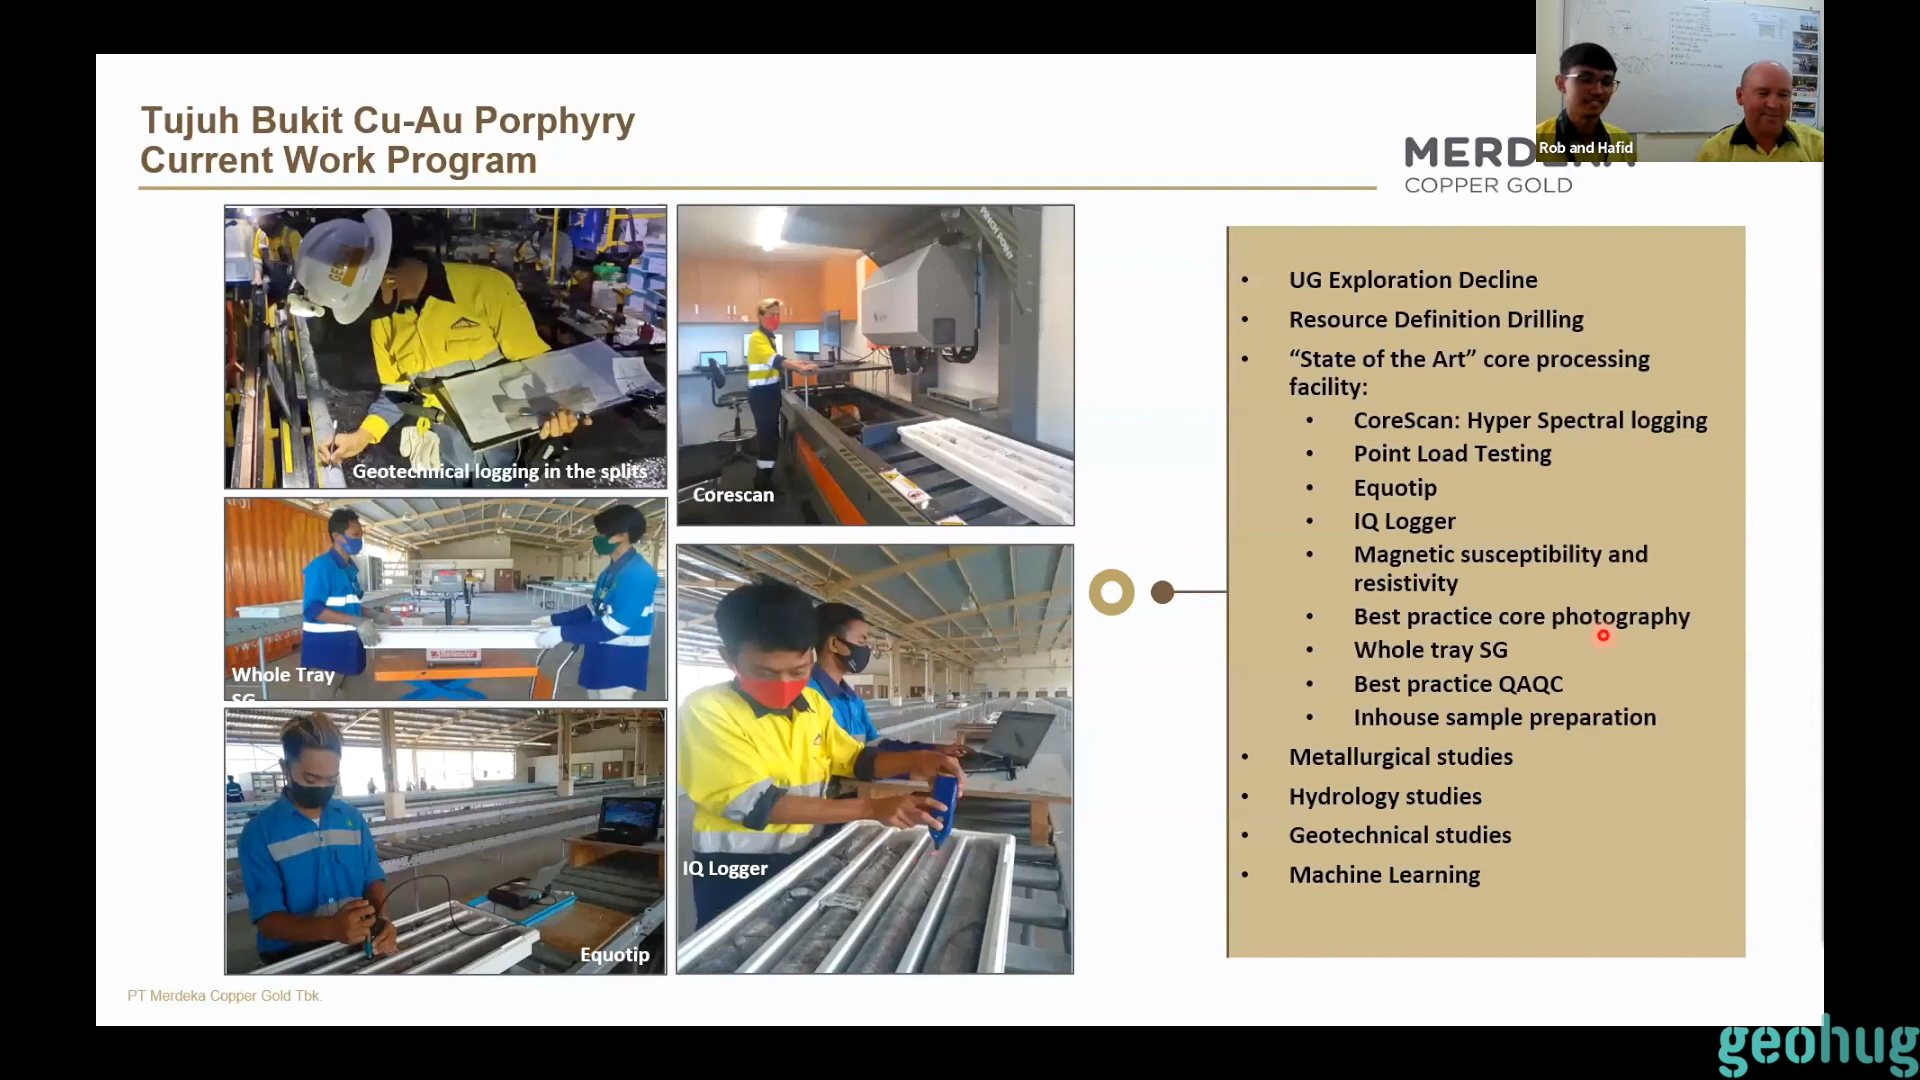 Tujuh Bukit Cu-Au Porphyry
Current Work Program
MERD
COPPER GOLD
Rob and Hafid
Geotechnical logging in the splits
Corescan
PINCH POINT
Whole Tray
SG
IQ Logger
Equotip
• UG Exploration Decline
• Resource Definition Drilling
• “State of the Art” core processing
facility:
• CoreScan: Hyper Spectral logging
• Point Load Testing
• Equotip
• IQ Logger
• Magnetic susceptibility and
resistivity
• Best practice core photography
• Whole tray SG
• Best practice QAQC
• Inhouse sample preparation
• Metallurgical studies
• Hydrology studies
• Geotechnical studies
• Machine Learning
PT Merdeka Copper Gold Tbk.
geohug